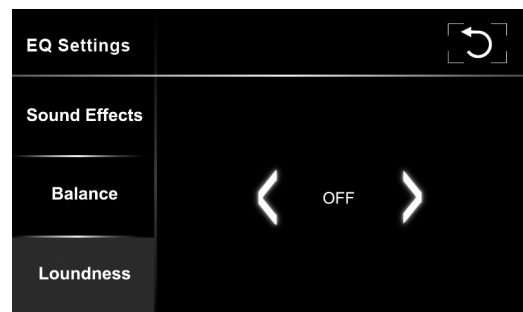 EQ Settings
Sound Effects
Balance
OFF
Loundness